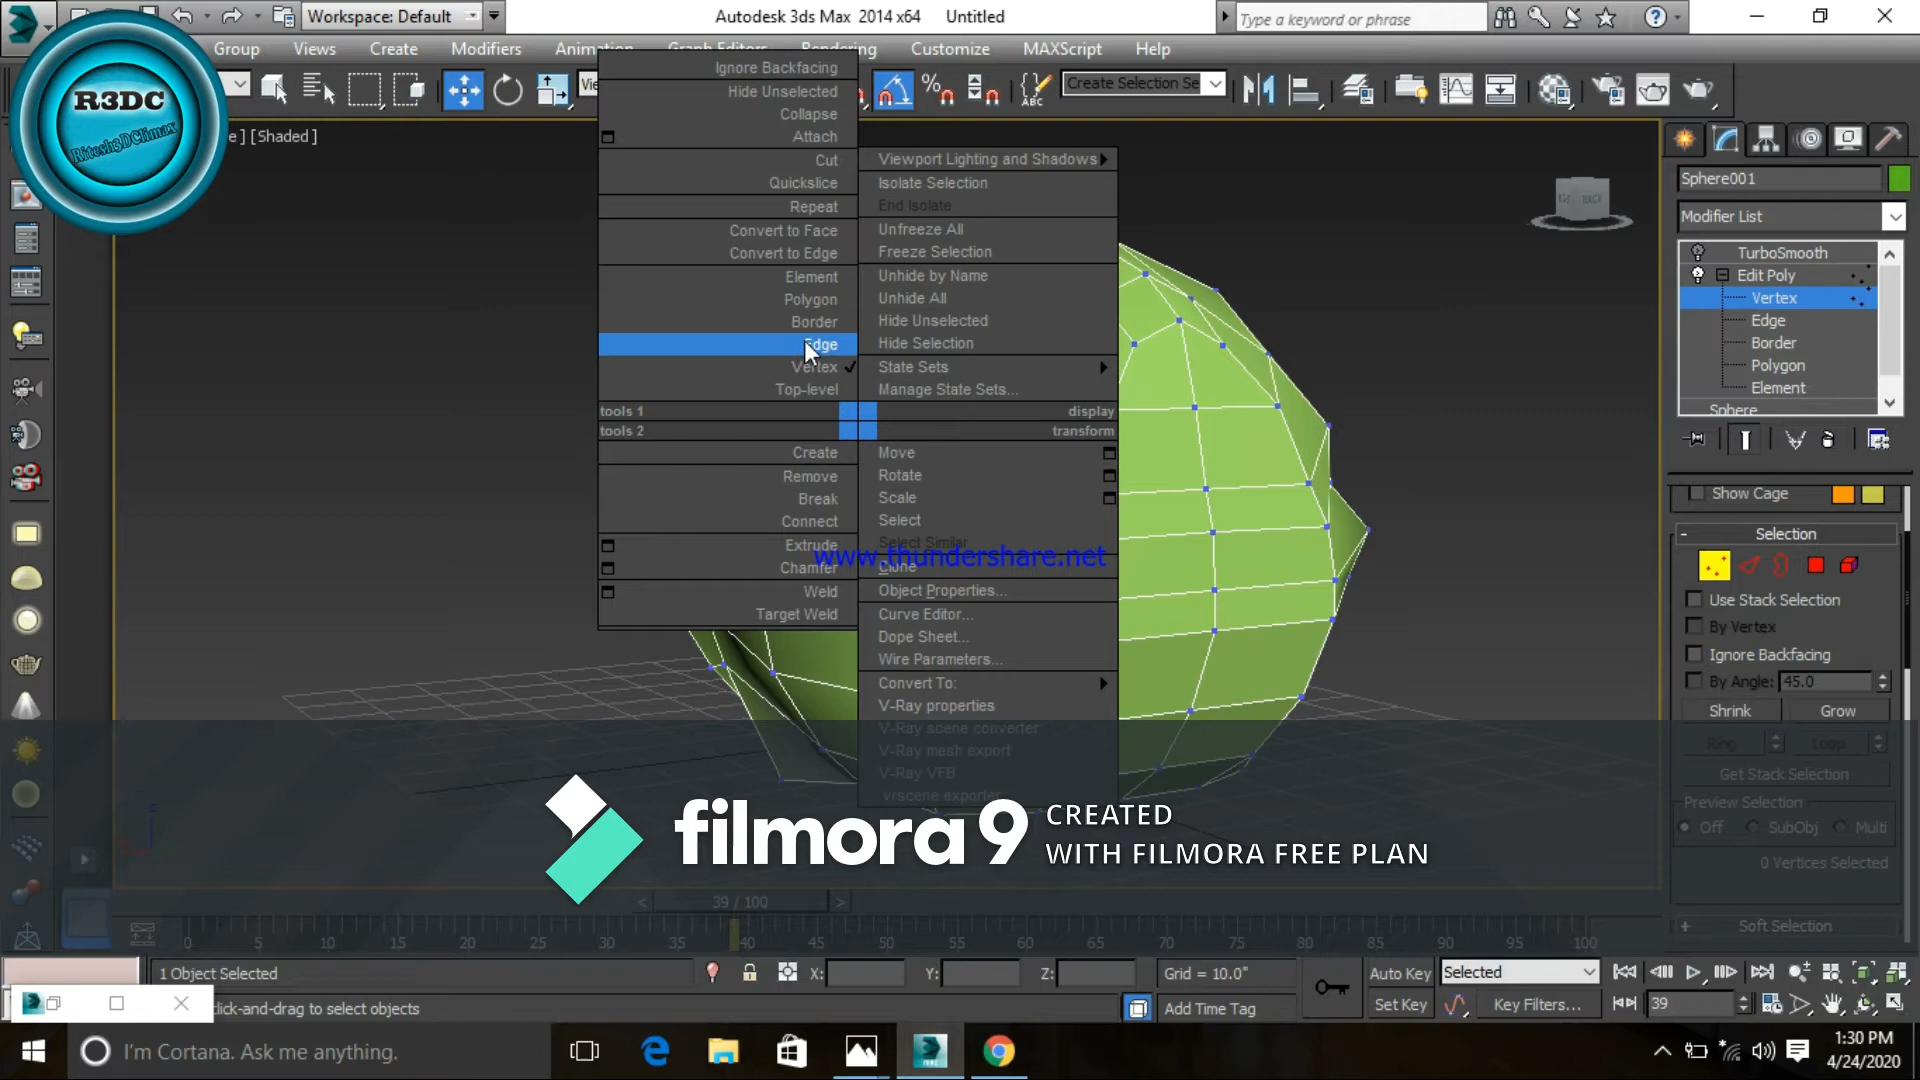 Workspace: Default
Autodesk 3ds Max 2014 x64 Untitled
Type a keyword or phrase
Group Views Create Modifiers Animation Graph Editors Rendering Customize MAXScript Help
R3DC
Ritesh3DClimax
Create Selection Se
] [Shaded]
Ignore Backfacing
Hide Unselected
Collapse
Attach
Cut
Quickslice
Repeat
Convert to Face
Convert to Edge
Element
Polygon
Border
Edge
Vertex
Top-level
tools 1
tools 2
Create
Remove
Break
Connect
Extrude
Chamfer
Weld
Target Weld
Viewport Lighting and Shadows
Isolate Selection
End Isolate
Unfreeze All
Freeze Selection
Unhide by Name
Unhide All
Hide Unselected
Hide Selection
State Sets
Manage State Sets...
display
transform
Move
Rotate
Scale
Select
Select Similar
www.thundershare.net
Clone
Object Properties...
Curve Editor...
Dope Sheet...
Wire Parameters...
Convert To:
V-Ray properties
V-Ray scene converter
V-Ray mesh export
V-Ray VFB
.vrscene exporter
Sphere001
Modifier List
TurboSmooth
Edit Poly
Vertex
Edge
Border
Polygon
Element
Sphere
Show Cage
- Selection
Use Stack Selection
By Vertex
Ignore Backfacing
By Angle: 45.0
Shrink Grow
Ring Loop
Get Stack Selection
Preview Selection
Off SubObj Multi
0 Vertices Selected
+ Soft Selection
filmora9 CREATED
WITH FILMORA FREE PLAN
< 39 / 100 >
0 5 10 15 20 25 30 35 40 45 50 55 60 65 70 75 80 85 90 95 100
1 Object Selected
X: Y: Z: Grid = 10.0"
Auto Key Selected
click-and-drag to select objects
Add Time Tag
Set Key Key Filters... 39
I'm Cortana. Ask me anything.
1:30 PM
4/24/2020